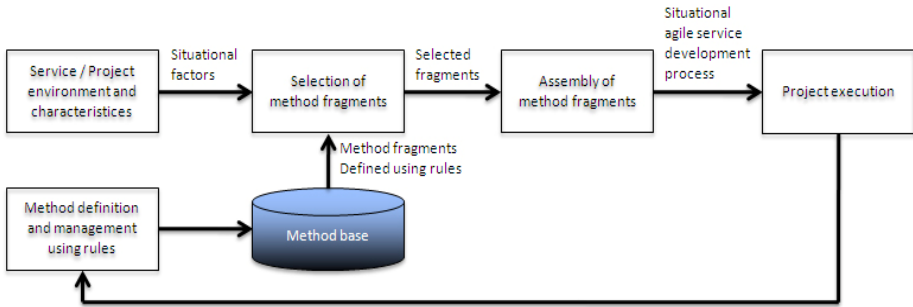 Situational
agile service
development
process
Situational
factors
Selected
fragments
Service / Project
environment and
characteristices
Selection of
method fragments
Assembly of
method fragments
Project execution
Method fragments
Defined using rules
Method definition
and management
using rules
Method base